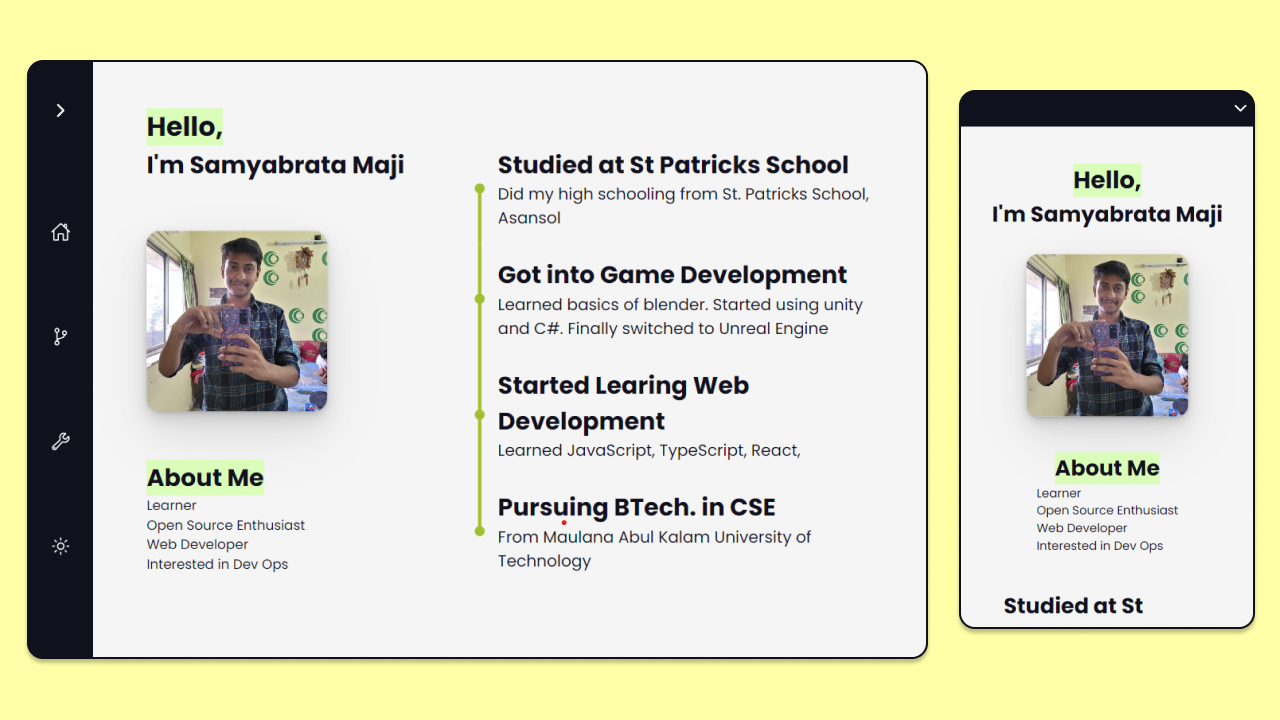 Hello,
I'm Samyabrata Maji
About Me
Learner
Open Source Enthusiast
Web Developer
Interested in Dev Ops
Studied at St Patricks School
Did my high schooling from St. Patricks School,
Asansol
Got into Game Development
Learned basics of blender. Started using unity
and C#. Finally switched to Unreal Engine
Started Learing Web
Development
Learned JavaScript, TypeScript, React,
Pursuing BTech. in CSE
From Maulana Abul Kalam University of
Technology
Hello,
I'm Samyabrata Maji
About Me
Learner
Open Source Enthusiast
Web Developer
Interested in Dev Ops
Studied at St